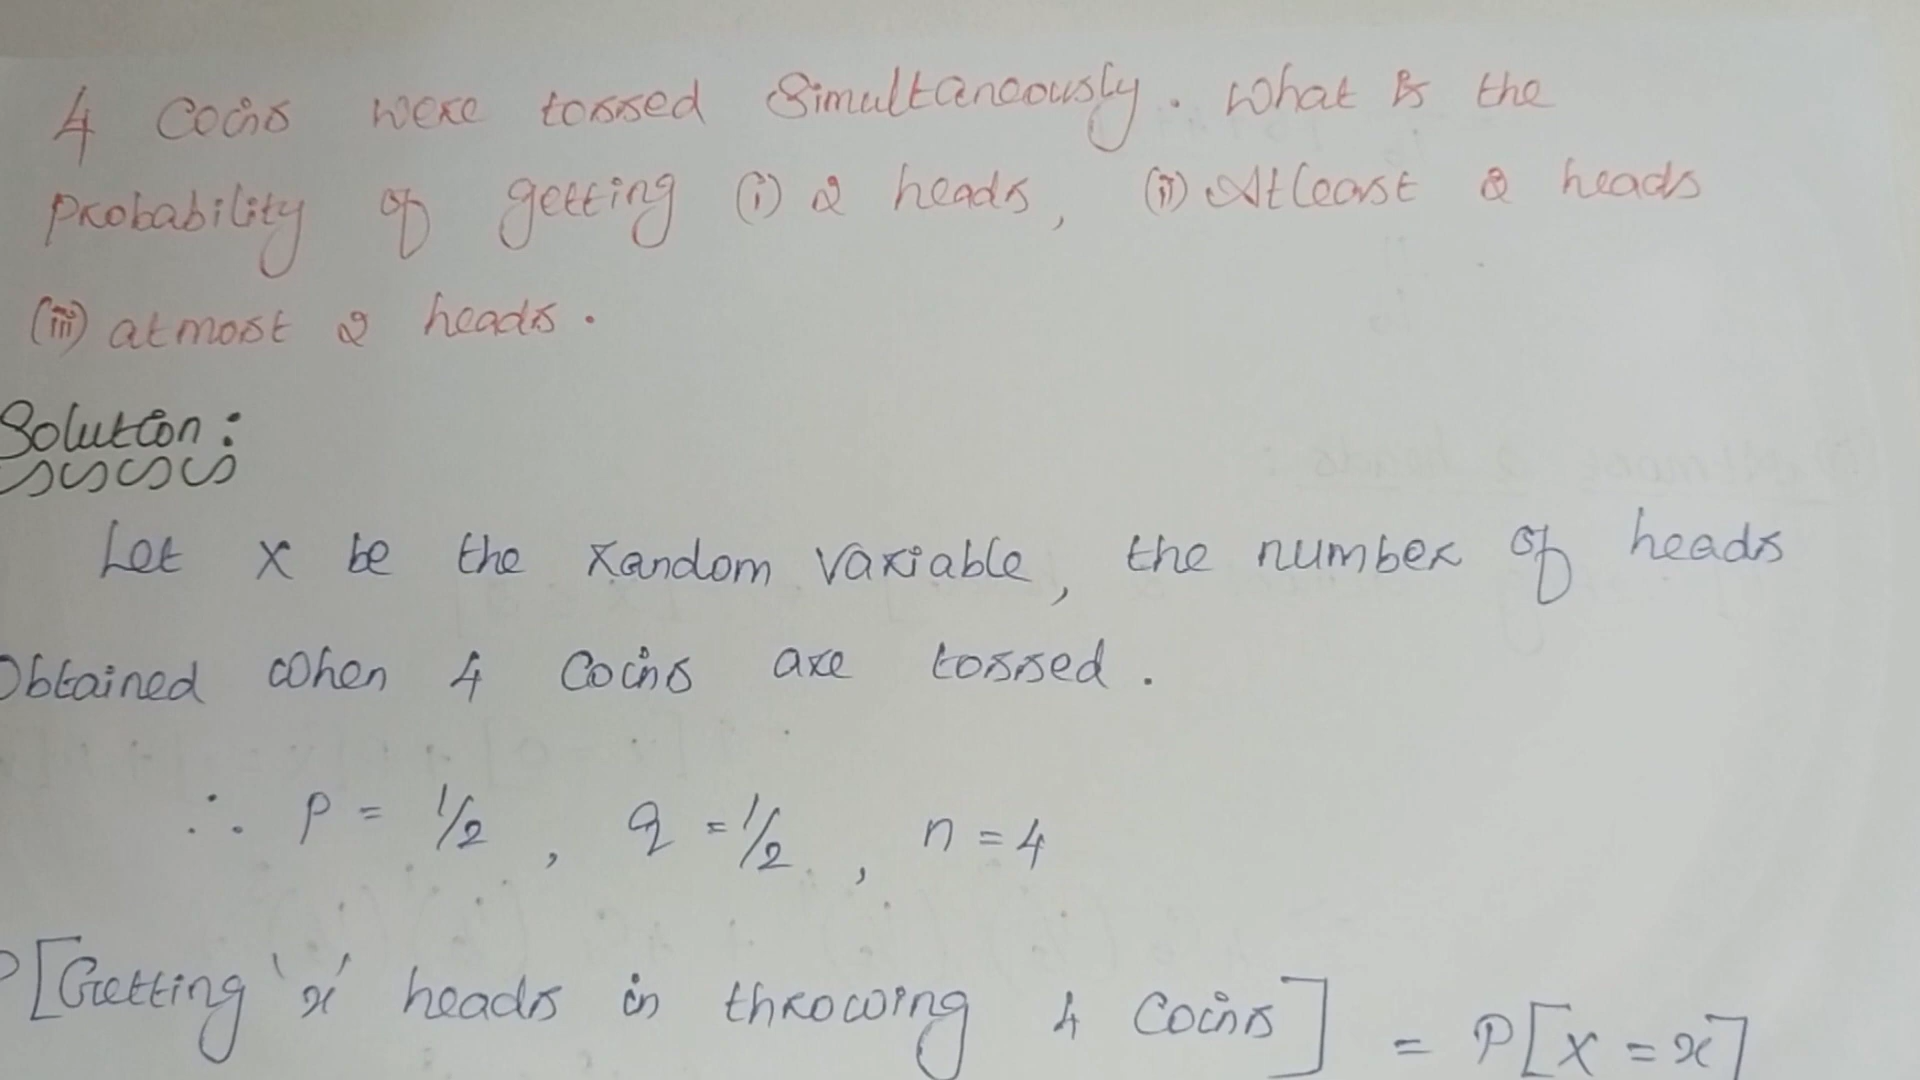 4 Coins were tossed Simultaneously. What is the
probability of getting (i) 2 heads, (ii) Atleast 2 heads
(iii) atmost 2 heads.
Solution:
Let X be the random variable, the number of heads
Obtained when 4 Coins are tossed.
∴ p = 1/2, q = 1/2, n = 4
P[Getting 'x' heads in throwing 4 Coins] = P[X = x]